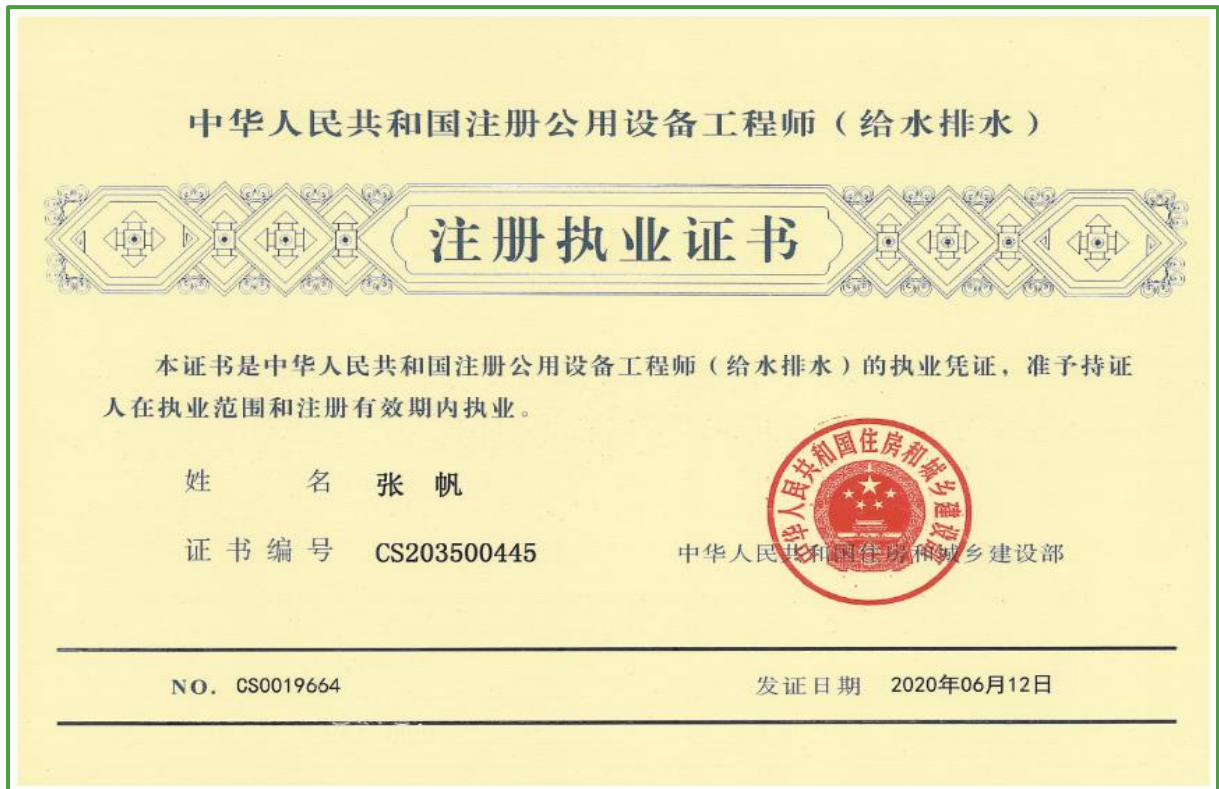 中华人民共和国注册公用设备工程师（给水排水）
注册执业证书
本证书是中华人民共和国注册公用设备工程师（给水排水）的执业凭证，准予持证
人在执业范围和注册有效期内执业。
姓 名 张 帆
证书编号 CS203500445
中华人民共和国住房和城乡建设部
中华人民共和国住房和城乡建设部
NO. CS0019664
发证日期 2020年06月12日